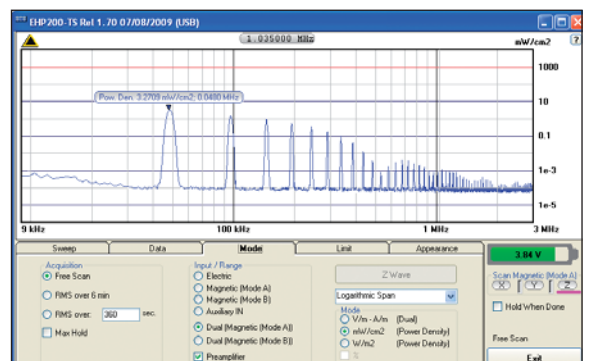 EHP200-TS Rel 1.70 07/08/2009 (USB)
1.035000 MHz
mW/cm2 ?
1000
Pow. Den. 3.2709 mW/cm2; 0.0480 MHz
10
0.1
1e-3
1e-5
9 kHz 100 kHz 1 MHz 3 MHz
Sweep Data Mode Limit Appearance
3.84 V
Acquisition
Free Scan
RMS over 6 min
RMS over: 360 sec.
Max Hold
Input / Range
Electric
Magnetic (Mode A)
Magnetic (Mode B)
Auxiliary IN
Dual (Magnetic (Mode A))
Dual (Magnetic (Mode B))
Preamplifier
Z Wave
Logarithmic Span
Mode
V/m - A/m (Dual)
mW/cm2 (Power Density)
W/m2 (Power Density)
%
Scan Magnetic (Mode A)
X Y Z
Hold When Done
Free Scan
Exit